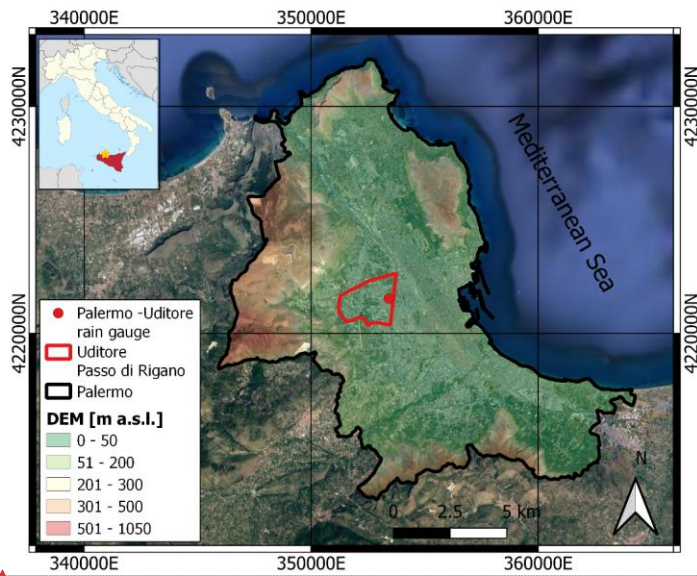 340000E
350000E
360000E
4230000N
4230000N
Mediterranean Sea
4220000N
4220000N
Palermo -Uditore
rain gauge
Uditore
Passo di Rigano
Palermo
DEM [m a.s.l.]
0 - 50
51 - 200
201 - 300
301 - 500
501 - 1050
N
0 2.5 5 km
340000E
350000E
360000E